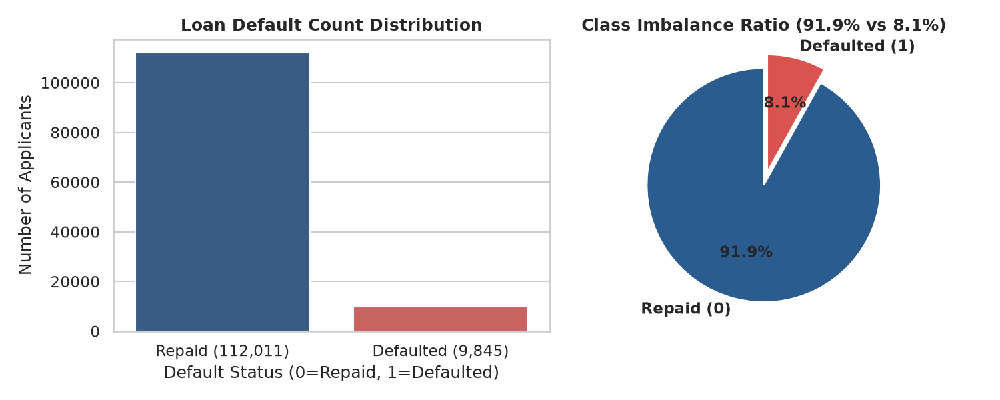 Loan Default Count Distribution
Number of Applicants
100000
80000
60000
40000
20000
0
Repaid (112,011)
Defaulted (9,845)
Default Status (0=Repaid, 1=Defaulted)
Class Imbalance Ratio (91.9% vs 8.1%)
Defaulted (1)
8.1%
91.9%
Repaid (0)